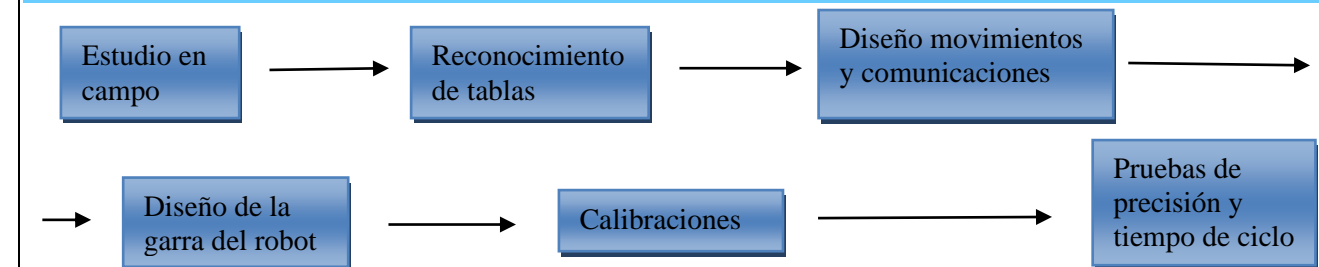 Estudio en
campo
Reconocimiento
de tablas
Diseño movimientos
y comunicaciones
Diseño de la
garra del robot
Calibraciones
Pruebas de
precisión y
tiempo de ciclo